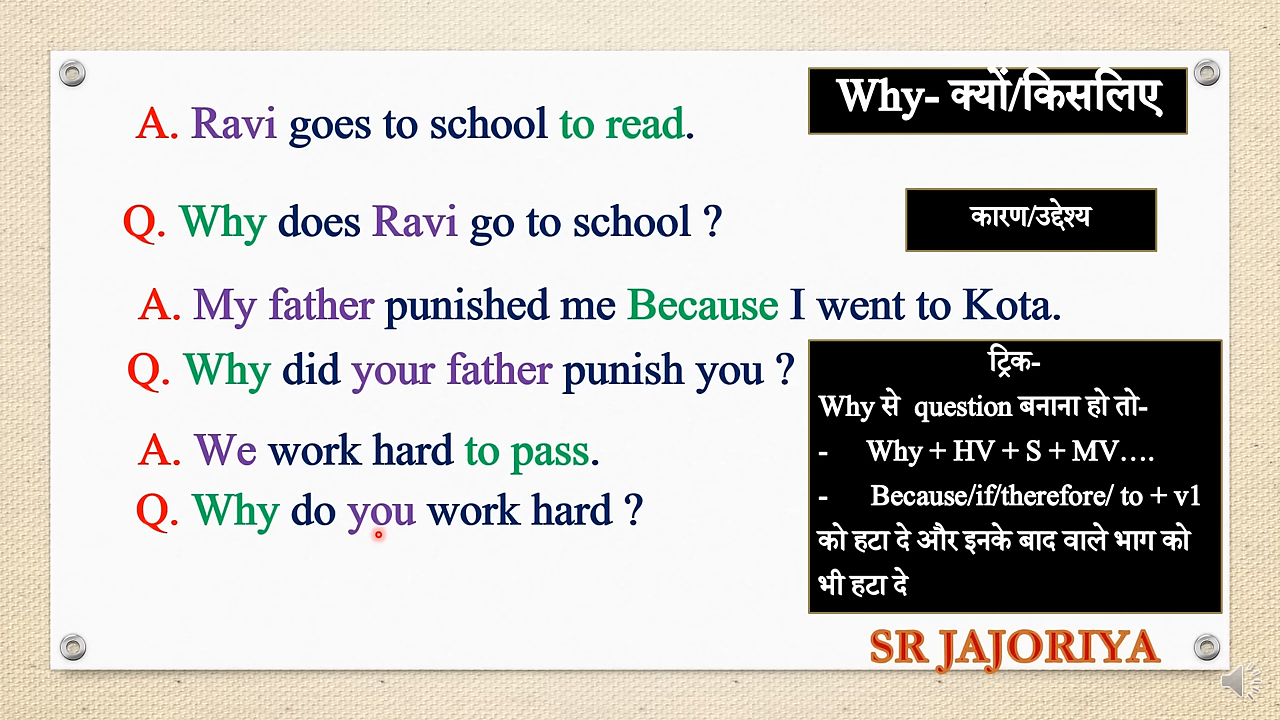 Why- क्यों/किसलिए
A. Ravi goes to school to read.
Q. Why does Ravi go to school ?
कारण/उद्देश्य
A. My father punished me Because I went to Kota.
Q. Why did your father punish you ?
A. We work hard to pass.
Q. Why do you work hard ?
ट्रिक-
Why से question बनाना हो तो-
- Why + HV + S + MV….
- Because/if/therefore/ to + v1
को हटा दे और इनके बाद वाले भाग को
भी हटा दे
SR JAJORIYA